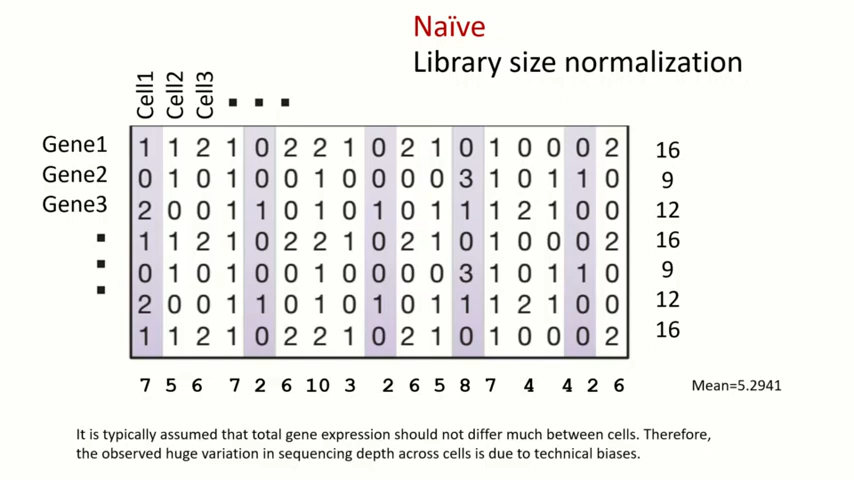 Naïve
Library size normalization
Cell1 Cell2 Cell3 ...
Gene1 1 1 2 1 0 2 2 1 0 2 1 0 1 0 0 0 2 16
Gene2 0 1 0 1 0 0 1 0 0 0 0 3 1 0 1 1 0 9
Gene3 2 0 0 1 1 0 1 0 1 0 1 1 1 2 1 0 0 12
1 1 2 1 0 2 2 1 0 2 1 0 1 0 0 0 2 16
0 1 0 1 0 0 1 0 0 0 0 3 1 0 1 1 0 9
2 0 0 1 1 0 1 0 1 0 1 1 1 2 1 0 0 12
1 1 2 1 0 2 2 1 0 2 1 0 1 0 0 0 2 16
7 5 6 7 2 6 10 3 2 6 5 8 7 4 4 2 6 Mean=5.2941
It is typically assumed that total gene expression should not differ much between cells. Therefore,
the observed huge variation in sequencing depth across cells is due to technical biases.